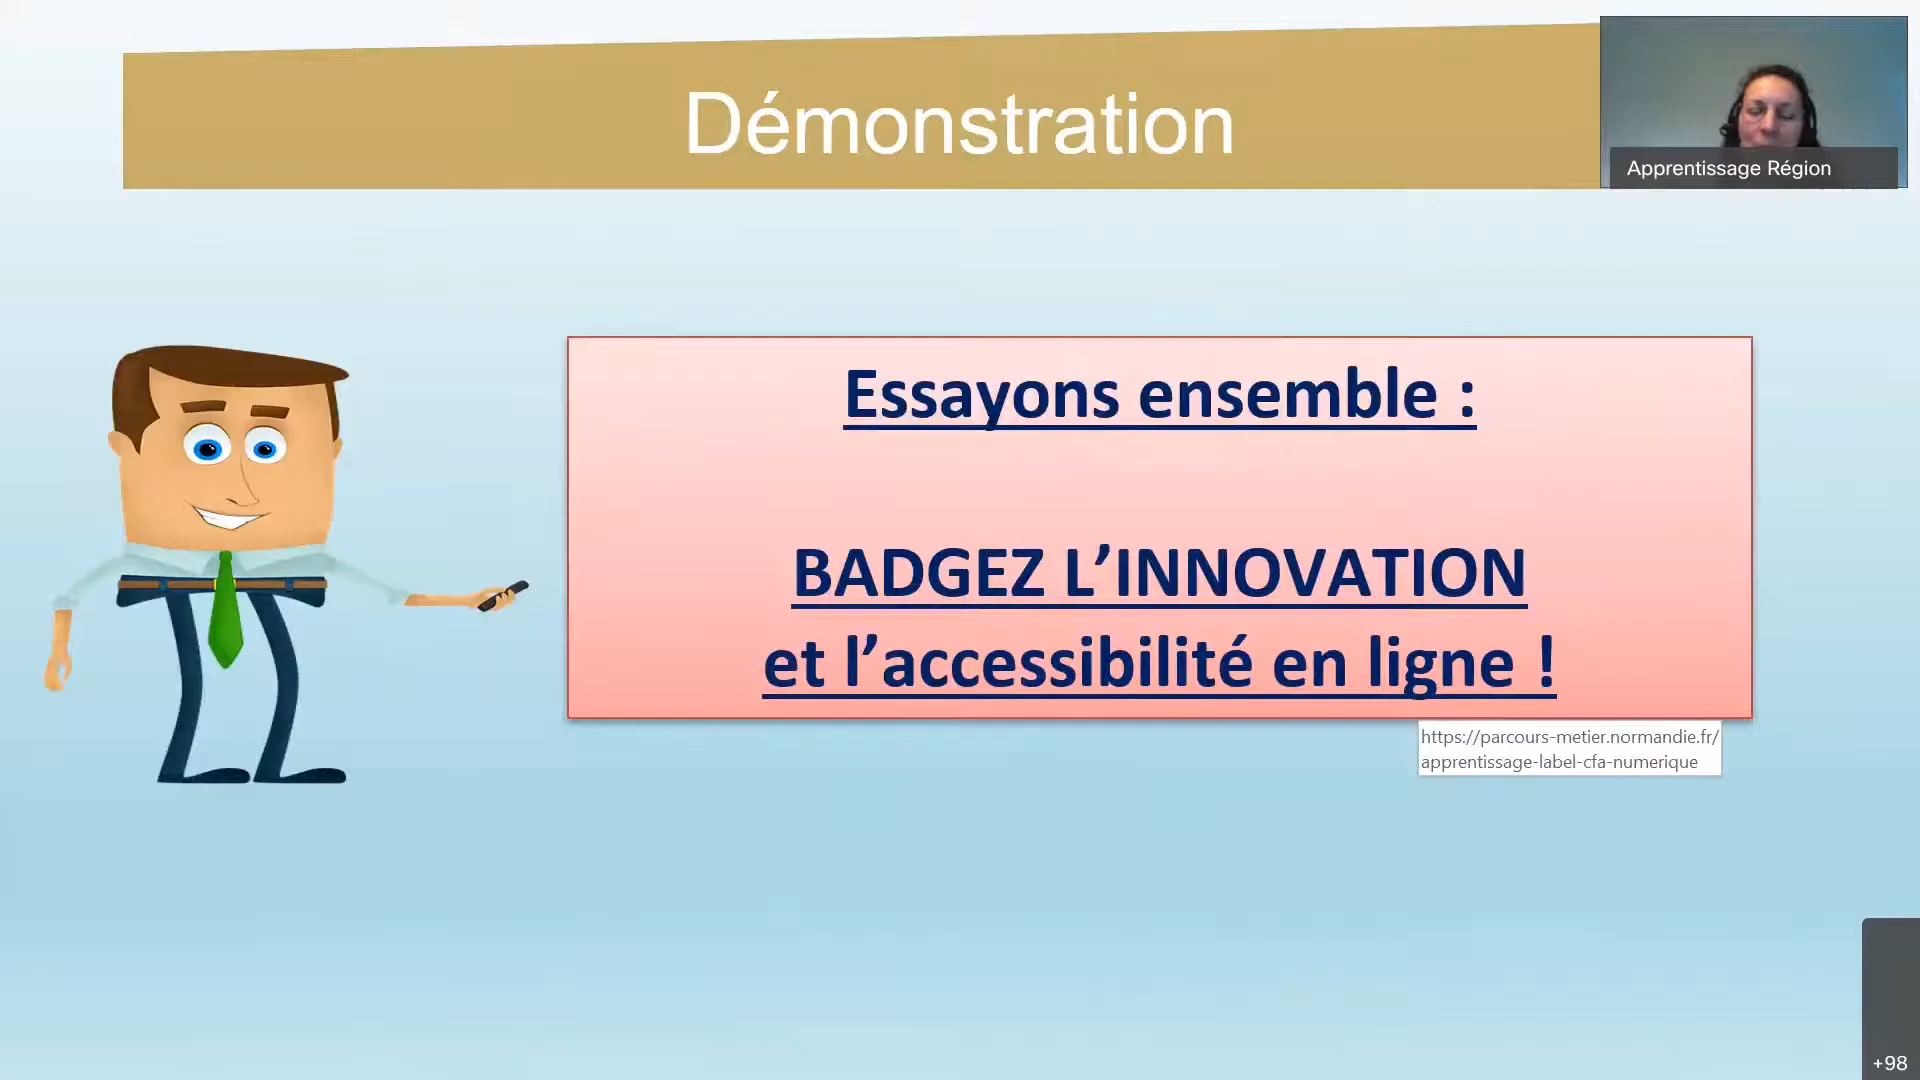 Démonstration
Apprentissage Région
Essayons ensemble :
BADGEZ L’INNOVATION
et l’accessibilité en ligne !
https://parcours-metier.normandie.fr/
apprentissage-label-cfa-numerique
+98